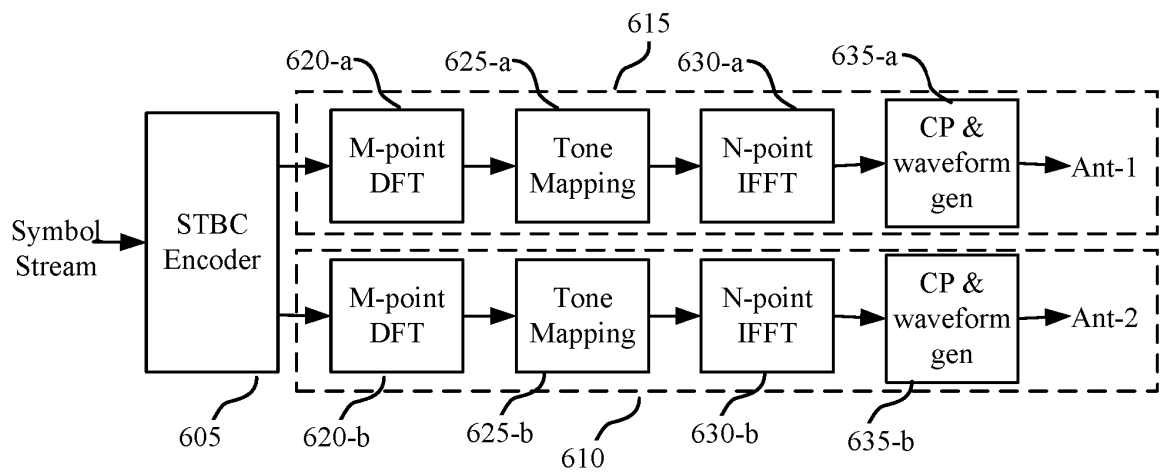 615
620-a
625-a
630-a
635-a
M-point
DFT
Tone
Mapping
N-point
IFFT
CP &
waveform
gen
Ant-1
Symbol
Stream
STBC
Encoder
M-point
DFT
Tone
Mapping
N-point
IFFT
CP &
waveform
gen
Ant-2
605
620-b
625-b
610
630-b
635-b